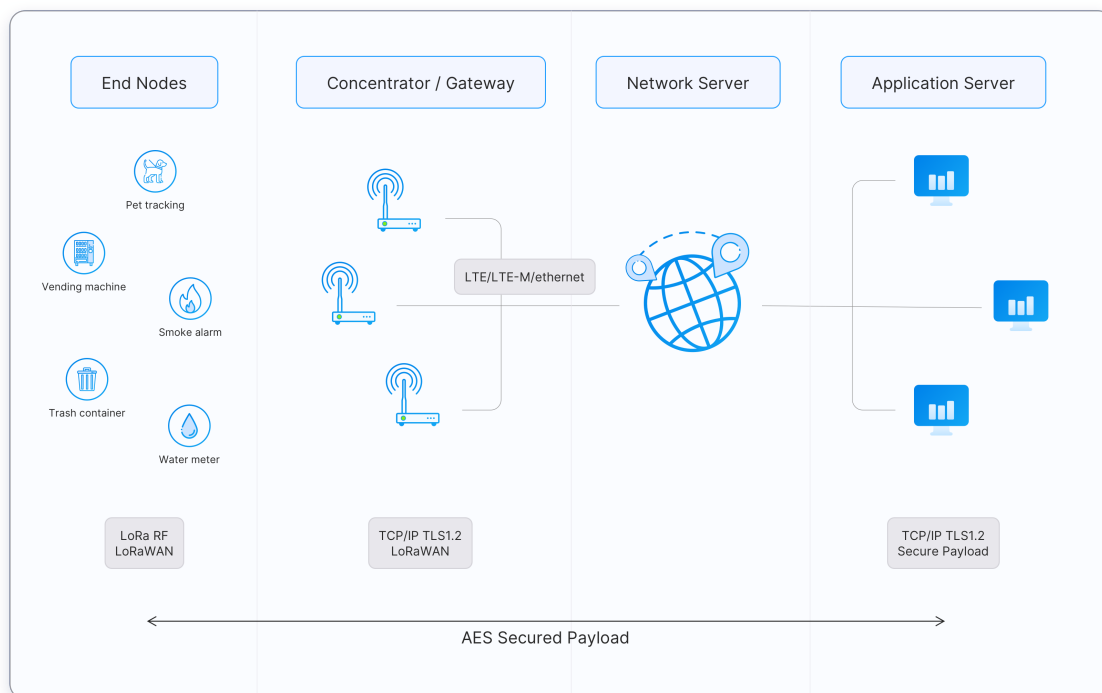 End Nodes
Concentrator / Gateway
Network Server
Application Server
Pet tracking
Vending machine
Smoke alarm
Trash container
Water meter
LTE/LTE-M/ethernet
LoRa RF
LoRaWAN
TCP/IP TLS1.2
LoRaWAN
TCP/IP TLS1.2
Secure Payload
AES Secured Payload